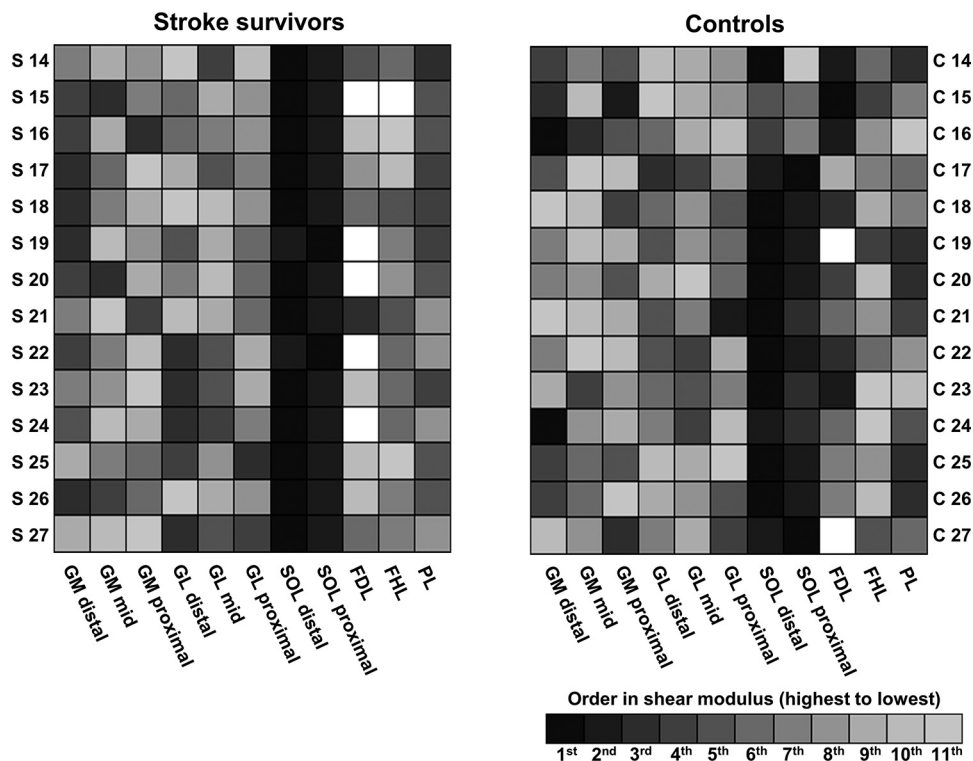 Stroke survivors
Controls
S 14
S 15
S 16
S 17
S 18
S 19
S 20
S 21
S 22
S 23
S 24
S 25
S 26
S 27
C 14
C 15
C 16
C 17
C 18
C 19
C 20
C 21
C 22
C 23
C 24
C 25
C 26
C 27
GM distal
GM mid
GM proximal
GL distal
GL mid
GL proximal
SOL distal
SOL proximal
FDL
FHL
PL
GM distal
GM mid
GM proximal
GL distal
GL mid
GL proximal
SOL distal
SOL proximal
FDL
FHL
PL
Order in shear modulus (highest to lowest)
1st 2nd 3rd 4th 5th 6th 7th 8th 9th 10th 11th